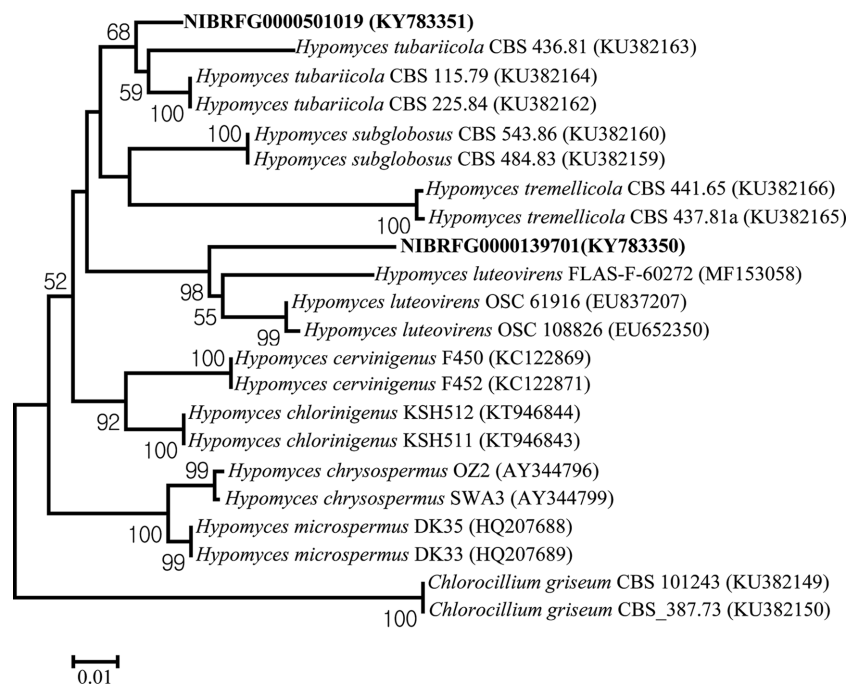 NIBRFG0000501019 (KY783351)
68
Hypomyces tubariicola CBS 436.81 (KU382163)
Hypomyces tubariicola CBS 115.79 (KU382164)
59
100
Hypomyces tubariicola CBS 225.84 (KU382162)
100
Hypomyces subglobosus CBS 543.86 (KU382160)
Hypomyces subglobosus CBS 484.83 (KU382159)
Hypomyces tremellicola CBS 441.65 (KU382166)
100
Hypomyces tremellicola CBS 437.81a (KU382165)
NIBRFG0000139701(KY783350)
52
98
Hypomyces luteovirens FLAS-F-60272 (MF153058)
55
Hypomyces luteovirens OSC 61916 (EU837207)
99
Hypomyces luteovirens OSC 108826 (EU652350)
100
Hypomyces cervinigenus F450 (KC122869)
Hypomyces cervinigenus F452 (KC122871)
92
Hypomyces chlorinigenus KSH512 (KT946844)
100
Hypomyces chlorinigenus KSH511 (KT946843)
99
Hypomyces chrysospermus OZ2 (AY344796)
Hypomyces chrysospermus SWA3 (AY344799)
100
Hypomyces microspermus DK35 (HQ207688)
99
Hypomyces microspermus DK33 (HQ207689)
Chlorocillium griseum CBS 101243 (KU382149)
100
Chlorocillium griseum CBS_387.73 (KU382150)
0.01